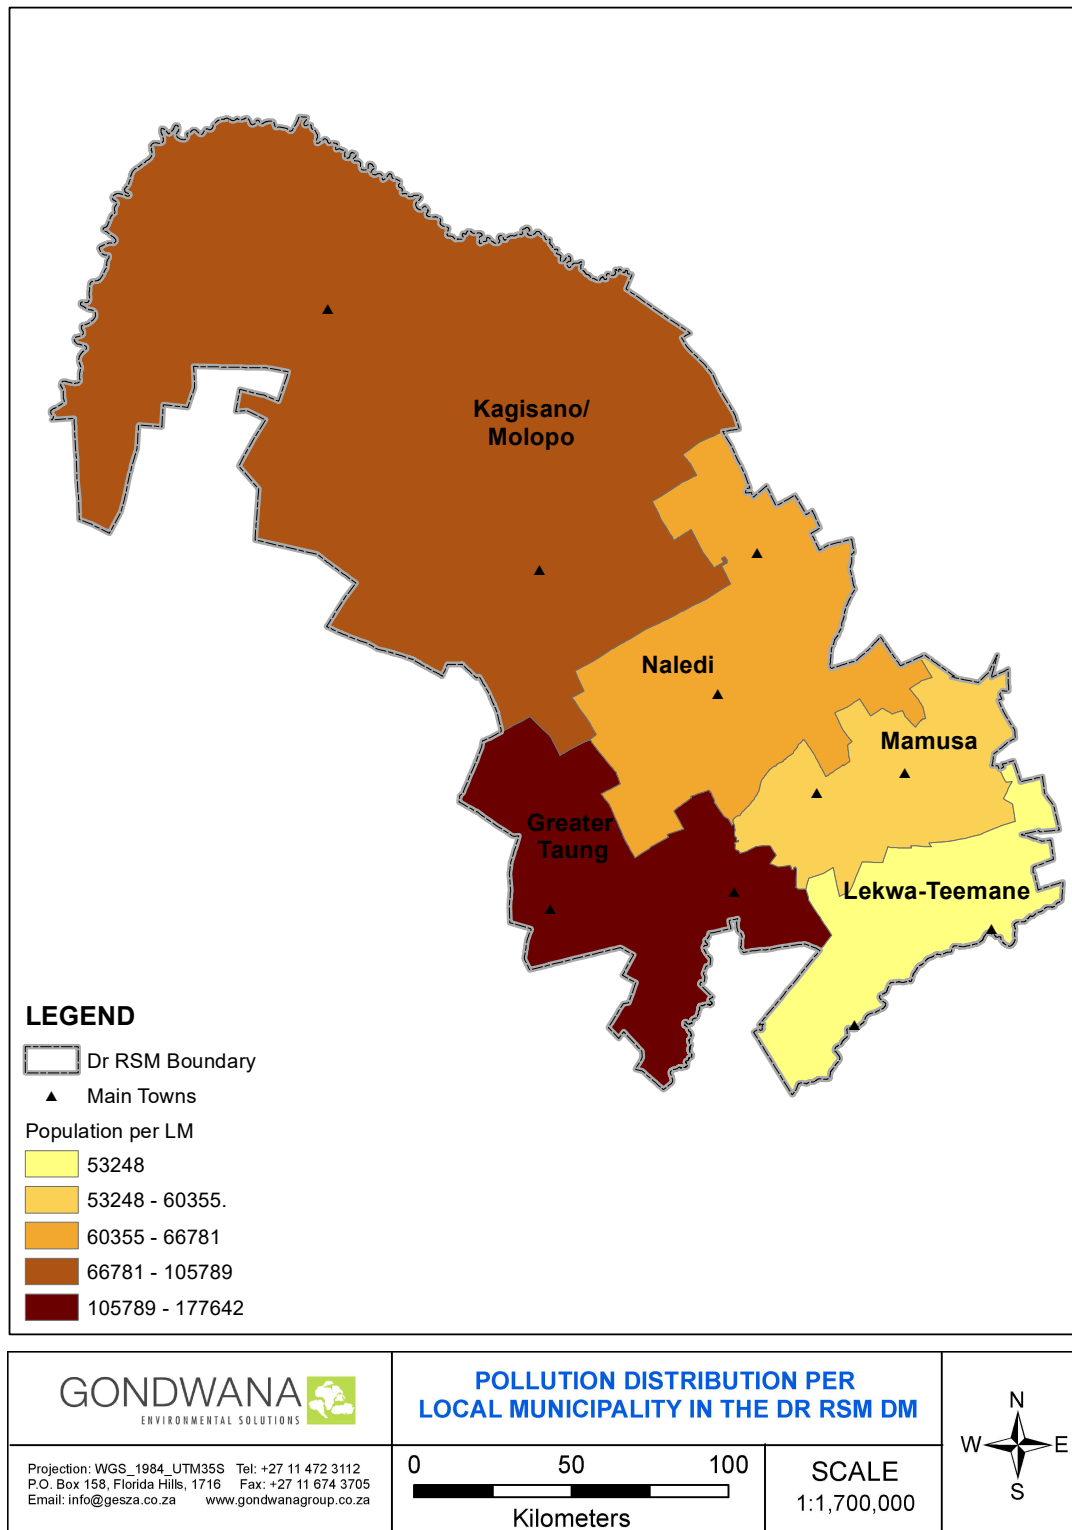 Kagisano/
Molopo
Naledi
Mamusa
Greater
Taung
Lekwa-Teemane
LEGEND
Dr RSM Boundary
Main Towns
Population per LM
53248
53248 - 60355.
60355 - 66781
66781 - 105789
105789 - 177642
GONDWANA
ENVIRONMENTAL SOLUTIONS
Projection: WGS_1984_UTM35S Tel: +27 11 472 3112
P.O. Box 158, Florida Hills, 1716 Fax: +27 11 674 3705
Email: info@gesza.co.za www.gondwanagroup.co.za
POLLUTION DISTRIBUTION PER
LOCAL MUNICIPALITY IN THE DR RSM DM
0 50 100
Kilometers
SCALE
1:1,700,000
N
W E
S